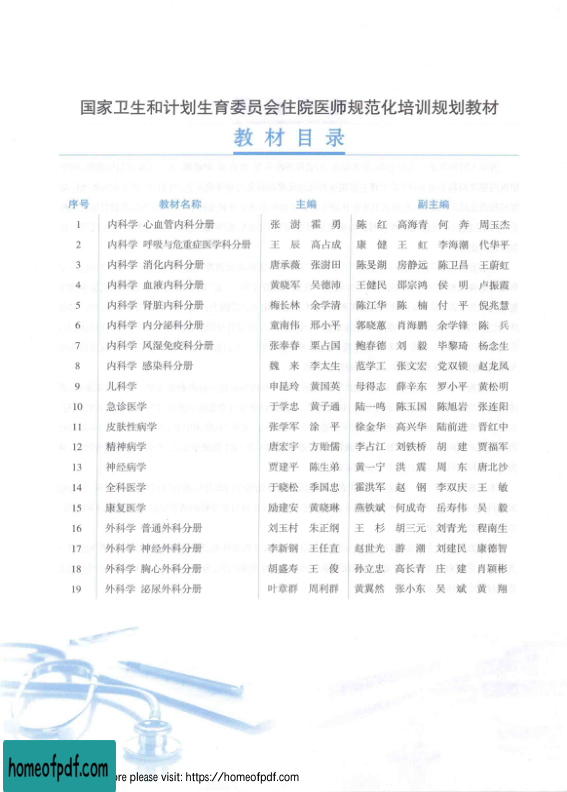 国家卫生和计划生育委员会住院医师规范化培训规划教材
教材目录
序号 教材名称 主编 副主编
1 内科学 心血管内科分册 张 澍 霍 勇 陈 红 高海青 何 奔 周玉杰
2 内科学 呼吸与危重症医学科分册 王 辰 高占成 康 健 王 虹 李海潮 代华平
3 内科学 消化内科分册 唐承薇 张澍田 陈旻湖 房静远 陈卫昌 王蔚虹
4 内科学 血液内科分册 黄晓军 吴德沛 王健民 邵宗鸿 侯 明 卢振霞
5 内科学 肾脏内科分册 梅长林 余学清 陈江华 陈 楠 付 平 倪兆慧
6 内科学 内分泌科分册 童南伟 邢小平 郭晓蕙 肖海鹏 余学锋 陈 兵
7 内科学 风湿免疫科分册 张奉春 栗占国 鲍春德 刘 毅 毕黎琦 杨念生
8 内科学 感染科分册 魏 来 李太生 范学工 张文宏 党双锁 赵龙凤
9 儿科学 申昆玲 黄国英 母得志 薛辛东 罗小平 黄松明
10 急诊医学 于学忠 黄子通 陆一鸣 陈玉国 陈旭岩 张连阳
11 皮肤性病学 张学军 涂 平 徐金华 高兴华 陆前进 晋红中
12 精神病学 唐宏宇 方贻儒 李占江 刘铁桥 胡 建 贾福军
13 神经病学 贾建平 陈生弟 黄一宁 洪 震 周 东 唐北沙
14 全科医学 于晓松 季国忠 霍洪军 赵 钢 李双庆 王 敏
15 康复医学 励建安 黄晓琳 燕铁斌 何成奇 岳寿伟 吴 毅
16 外科学 普通外科分册 刘玉村 朱正纲 王 杉 胡三元 刘青光 程南生
17 外科学 神经外科分册 李新钢 王任直 赵世光 游 潮 刘建民 康德智
18 外科学 胸心外科分册 胡盛寿 王 俊 孙立忠 高长青 庄 建 肖颖彬
19 外科学 泌尿外科分册 叶章群 周利群 黄翼然 张小东 吴 斌 黄 翔
homeofpdf.com
ore please visit: https://homeofpdf.com